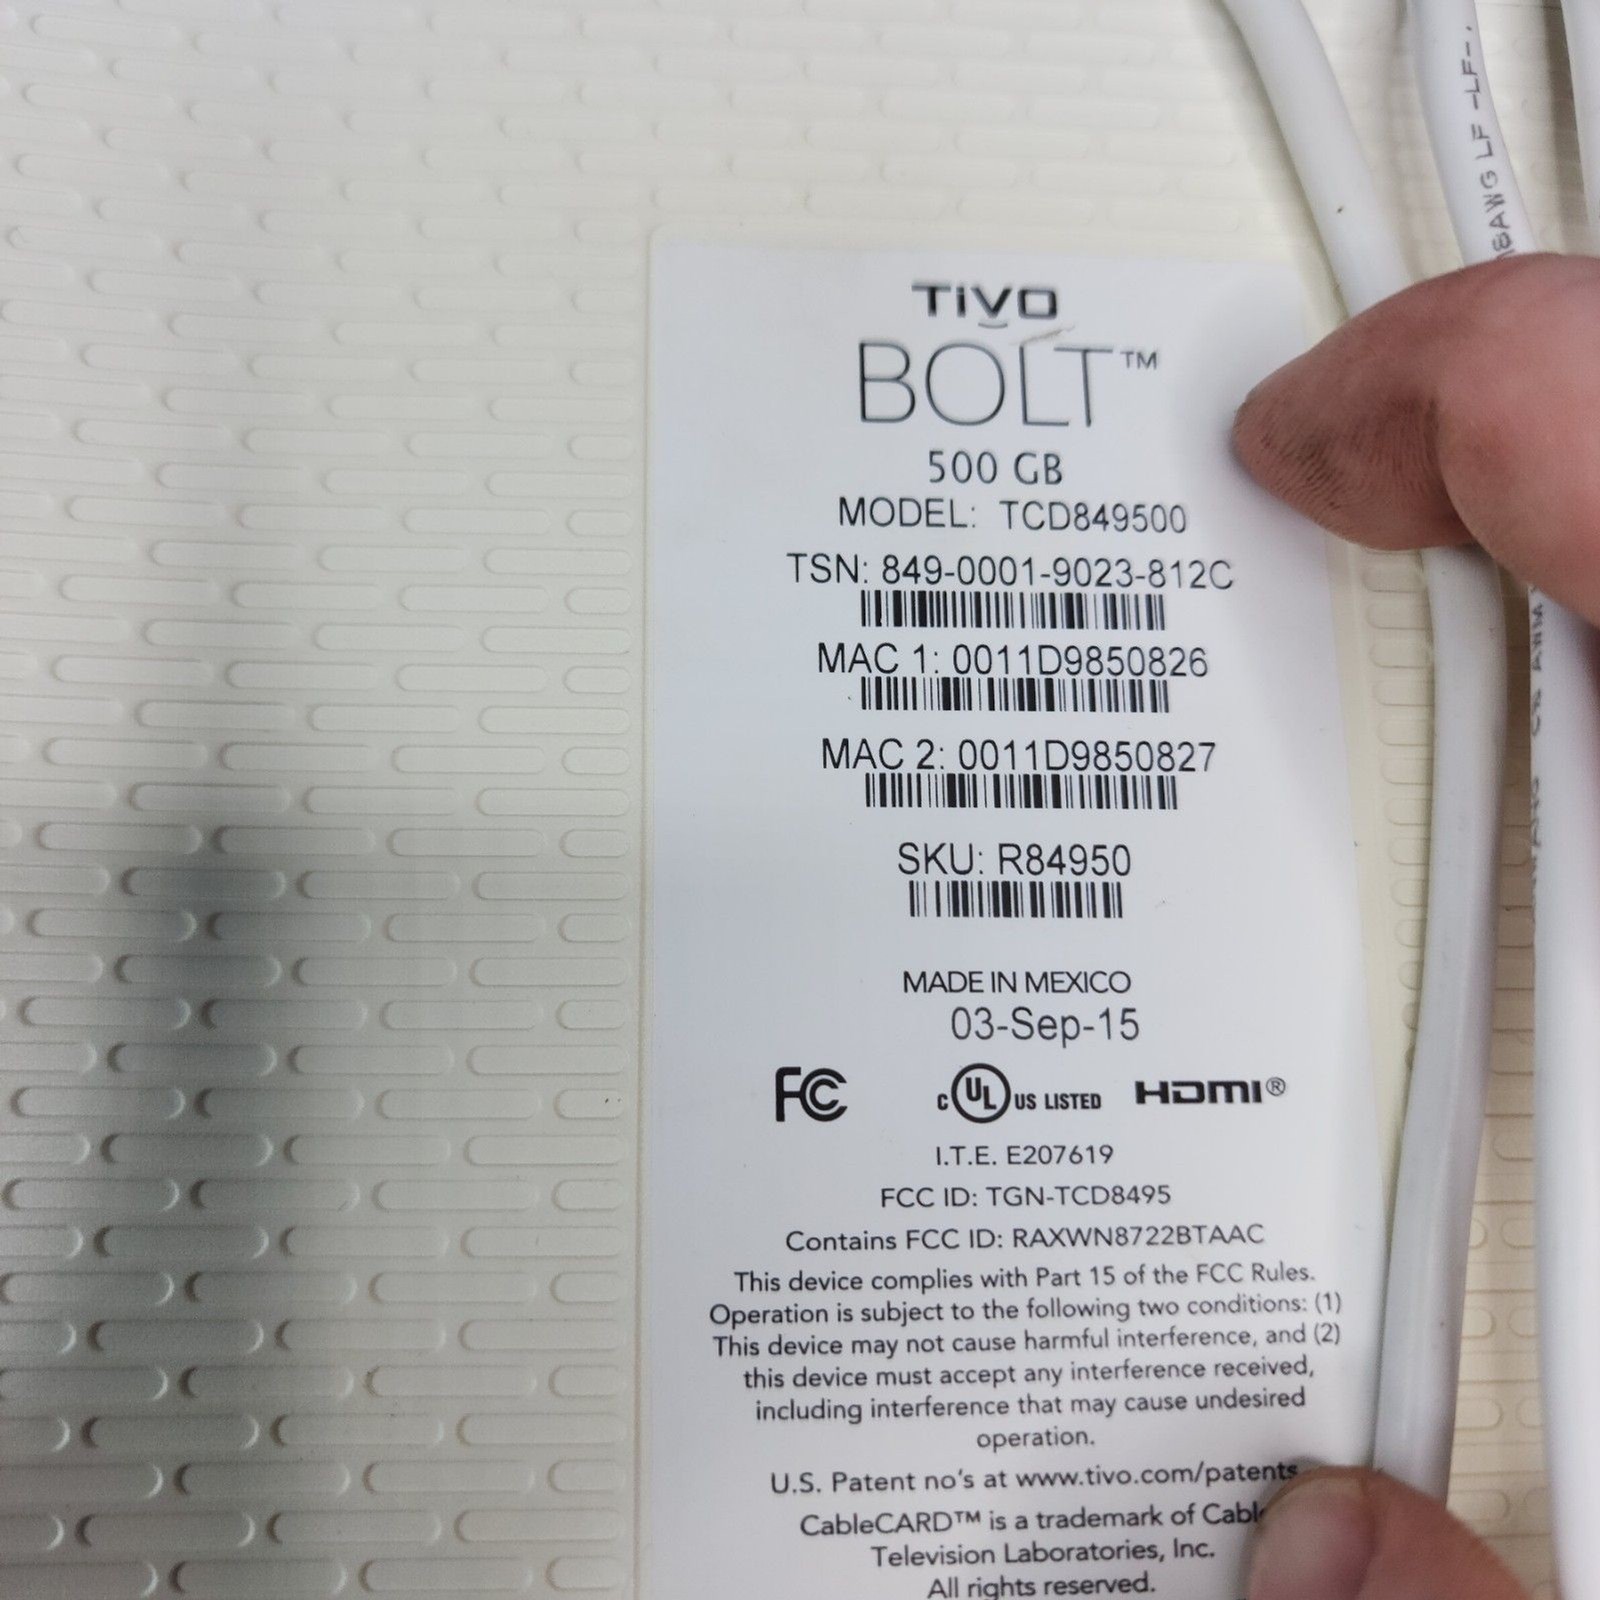 TiVO
BOLT™
500 GB
MODEL: TCD849500
TSN: 849-0001-9023-812C
MAC 1: 0011D9850826
MAC 2: 0011D9850827
SKU: R84950
MADE IN MEXICO
03-Sep-15
FC c UL US LISTED HDMI®
I.T.E. E207619
FCC ID: TGN-TCD8495
Contains FCC ID: RAXWN8722BTAAC
This device complies with Part 15 of the FCC Rules.
Operation is subject to the following two conditions: (1)
This device may not cause harmful interference, and (2)
this device must accept any interference received,
including interference that may cause undesired
operation.
U.S. Patent no's at www.tivo.com/patents
CableCARD™ is a trademark of Cabl
Television Laboratories, Inc.
All rights reserved.
18AWG LF -LF-